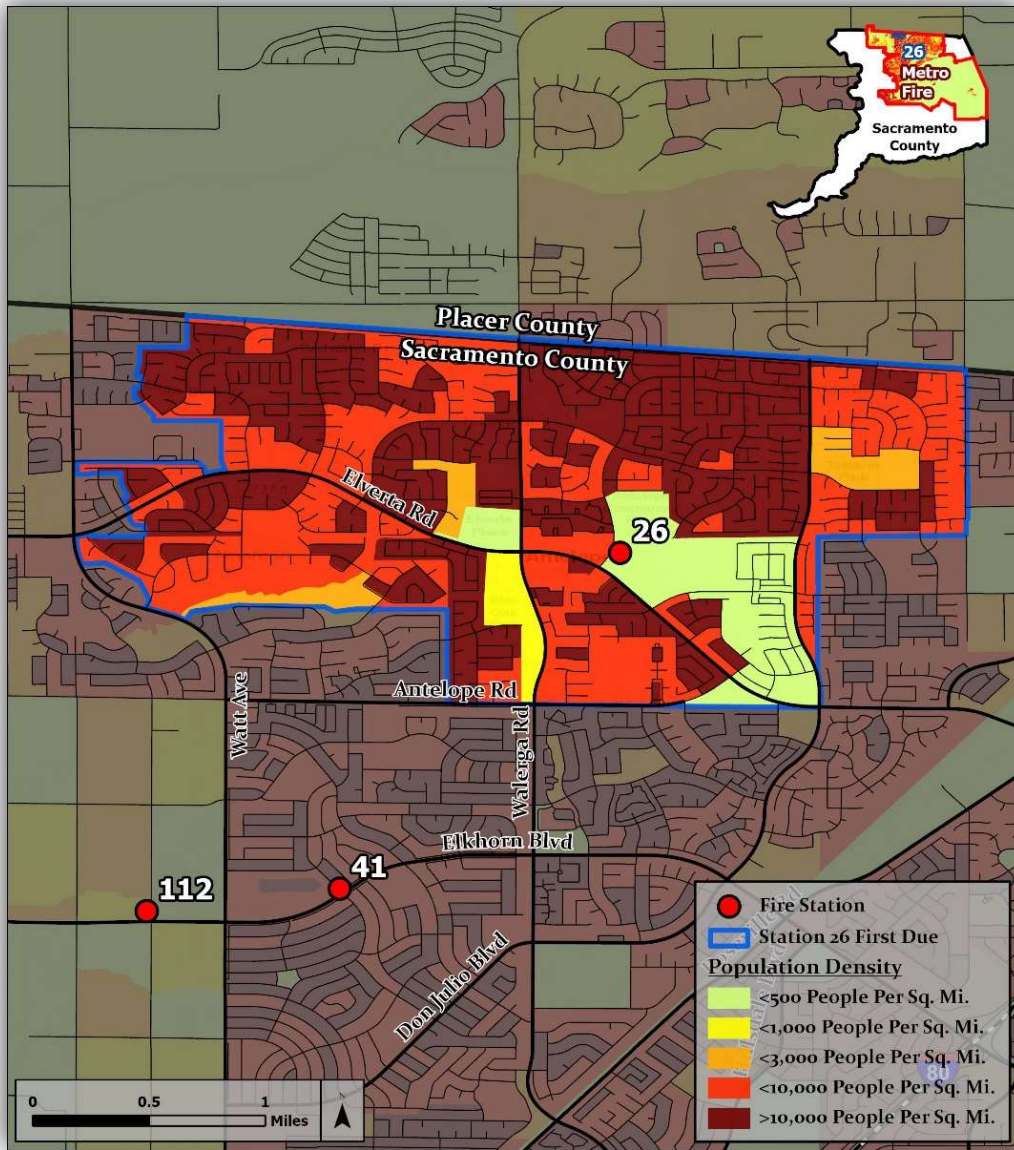 26
Metro
Fire
Sacramento
County
Placer County
Sacramento County
Elverta Rd
26
Antelope Rd
Watt Ave
Walerga Rd
Elkhorn Blvd
41
112
Don Julio Blvd
Fire Station
Station 26 First Due
Population Density
<500 People Per Sq. Mi.
<1,000 People Per Sq. Mi.
<3,000 People Per Sq. Mi.
<10,000 People Per Sq. Mi.
>10,000 People Per Sq. Mi.
80
0 0.5 1
Miles
N